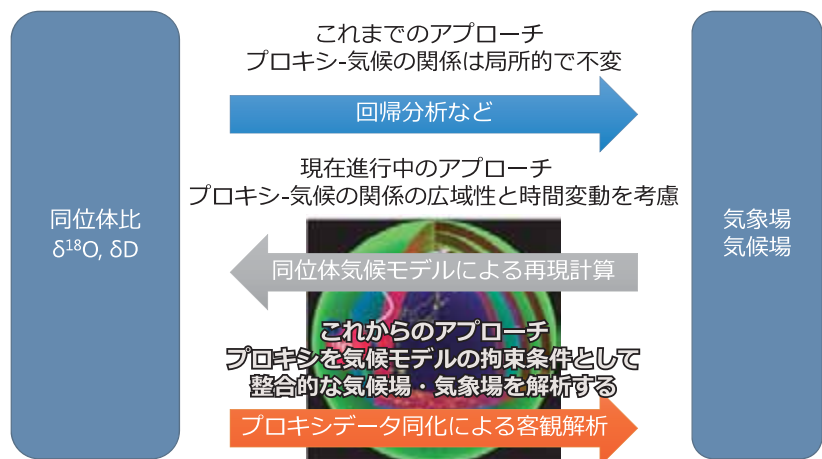 これまでのアプローチ
プロキシ-気候の関係は局所的で不変
回帰分析など
現在進行中のアプローチ
プロキシ-気候の関係の広域性と時間変動を考慮
同位体比
δ¹⁸O, δD
気象場
気候場
同位体気候モデルによる再現計算
これからのアプローチ
プロキシを気候モデルの拘束条件として
整合的な気候場・気象場を解析する
プロキシデータ同化による客観解析